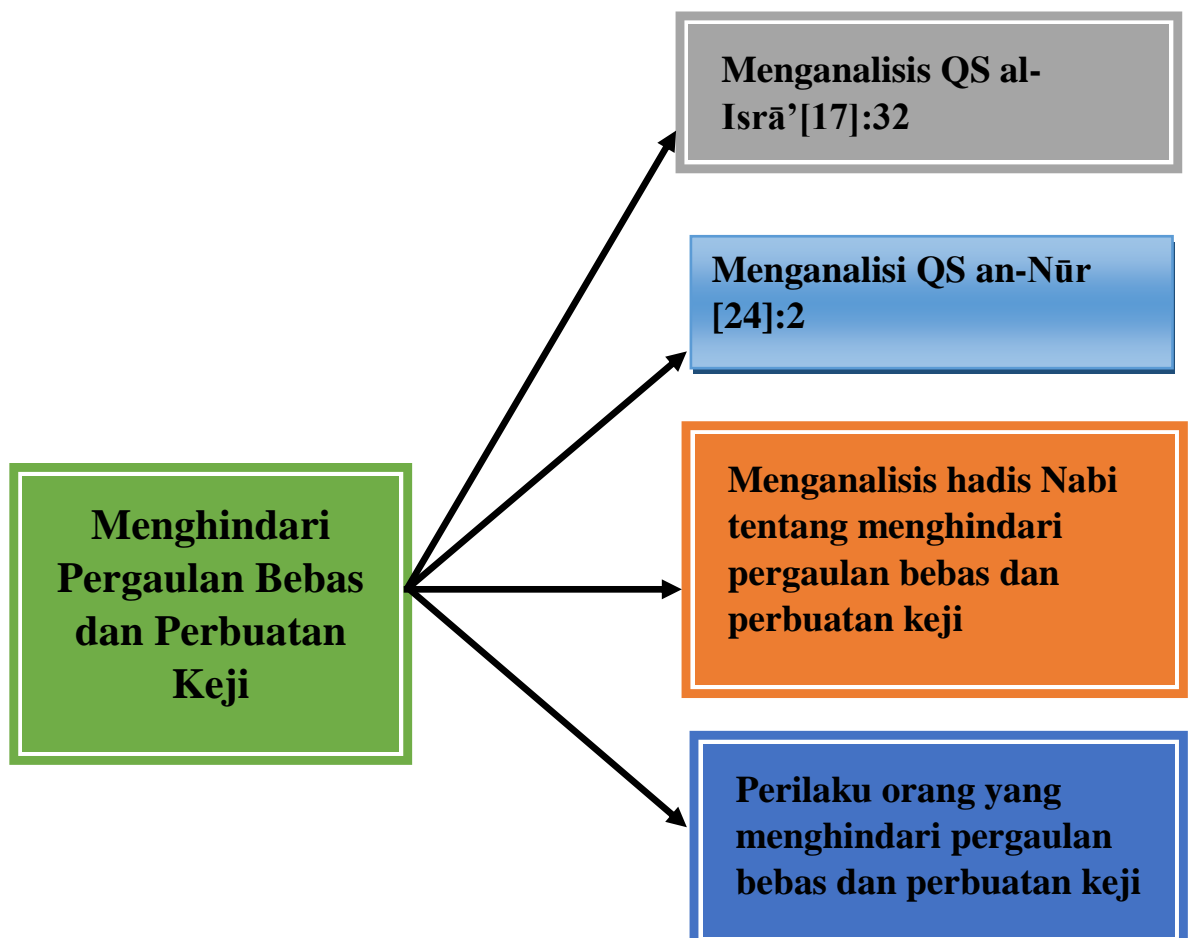 Menganalisis QS al-
Isrā’[17]:32
Menganalisi QS an-Nūr
[24]:2
Menghindari
Pergaulan Bebas
dan Perbuatan
Keji
Menganalisis hadis Nabi
tentang menghindari
pergaulan bebas dan
perbuatan keji
Perilaku orang yang
menghindari pergaulan
bebas dan perbuatan keji